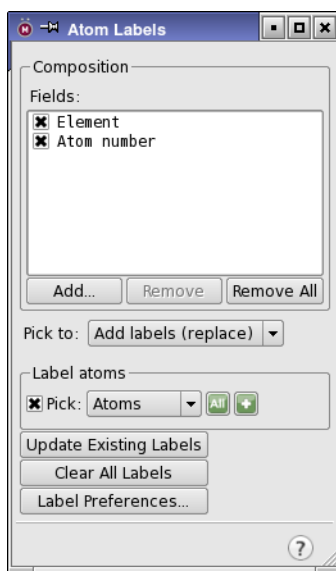 Atom Labels
Composition
Fields:
Element
Atom number
Add... Remove Remove All
Pick to: Add labels (replace)
Label atoms
Pick: Atoms All
Update Existing Labels
Clear All Labels
Label Preferences...
?